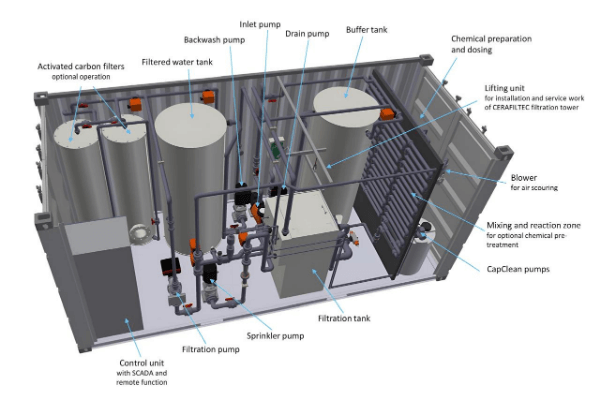 Inlet pump
Backwash pump
Drain pump
Buffer tank
Chemical preparation
and dosing
Activated carbon filters
optional operation
Filtered water tank
Lifting unit
for installation and service work
of CERAFILTEC filtration tower
Blower
for air scouring
Mixing and reaction zone
for optional chemical pre-
treatment
CapClean pumps
Filtration tank
Sprinkler pump
Filtration pump
Control unit
with SCADA and
remote function